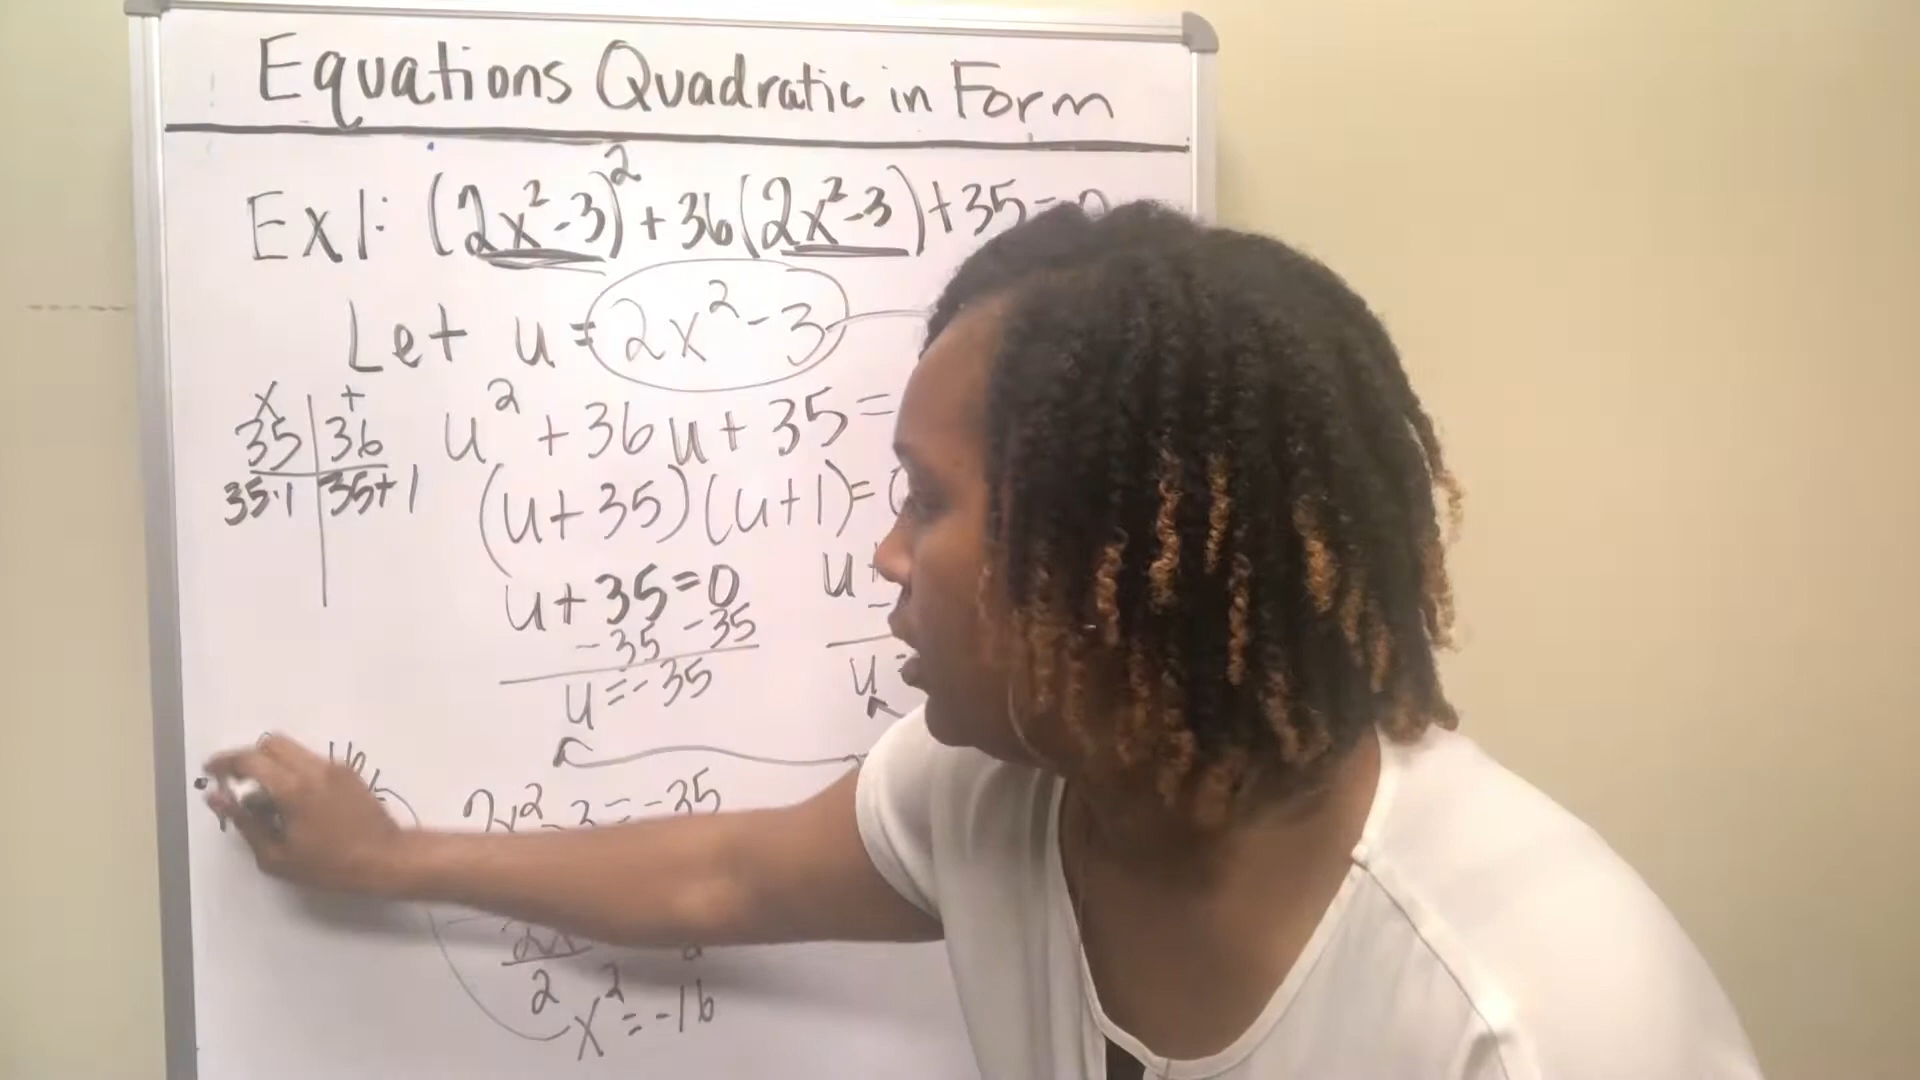 Equations Quadratic in Form
Ex1: (2x²-3)²+36(2x²-3)+35=0
Let u=2x²-3
x +
35 36
35·1 35+1
u²+36u+35=
(u+35)(u+1)=0
u+35=0
-35 -35
u=-35
u+
-
u=
2x²-3=-35
2
x²=-16